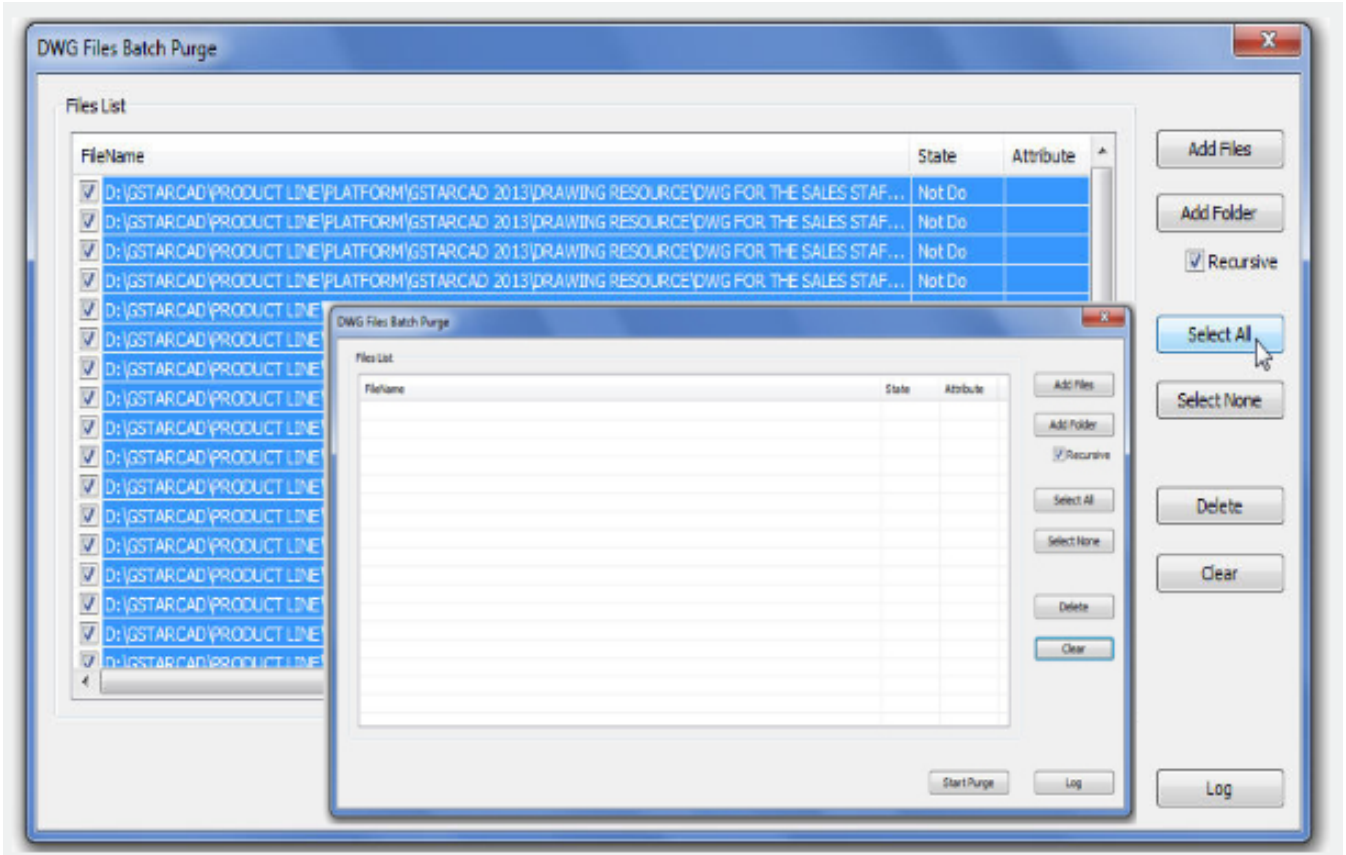 DWG Files Batch Purge
Files List
FileName State Attribute
D:\GSTARCAD\PRODUCT LINE\PLATFORM\GSTARCAD 2013\DRAWING RESOURCE\DWG FOR THE SALES STAF... Not Do
D:\GSTARCAD\PRODUCT LINE\PLATFORM\GSTARCAD 2013\DRAWING RESOURCE\DWG FOR THE SALES STAF... Not Do
D:\GSTARCAD\PRODUCT LINE\PLATFORM\GSTARCAD 2013\DRAWING RESOURCE\DWG FOR THE SALES STAF... Not Do
D:\GSTARCAD\PRODUCT LINE\PLATFORM\GSTARCAD 2013\DRAWING RESOURCE\DWG FOR THE SALES STAF... Not Do
D:\GSTARCAD\PRODUCT LINE\
D:\GSTARCAD\PRODUCT LINE\
D:\GSTARCAD\PRODUCT LINE\
D:\GSTARCAD\PRODUCT LINE\
D:\GSTARCAD\PRODUCT LINE\
D:\GSTARCAD\PRODUCT LINE\
D:\GSTARCAD\PRODUCT LINE\
D:\GSTARCAD\PRODUCT LINE\
D:\GSTARCAD\PRODUCT LINE\
D:\GSTARCAD\PRODUCT LINE\
D:\GSTARCAD\PRODUCT LINE\
D:\GSTARCAD\PRODUCT LINE\
D:\GSTARCAD\PRODUCT LINE\
Add Files
Add Folder
Recursive
Select All
Select None
Delete
Clear
Log
DWG Files Batch Purge
Files List
FileName State Attribute
Add Files
Add Folder
Recursive
Select All
Select None
Delete
Clear
Start Purge Log